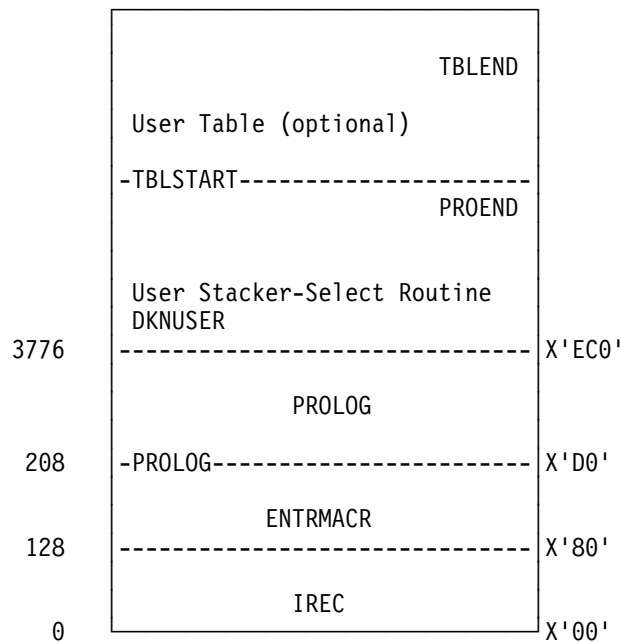 TBLEND
User Table (optional)
-TBLSTART----------------------
PROEND
User Stacker-Select Routine
DKNUSER
3776 ------------------------------- X'EC0'
PROLOG
208 -PROLOG------------------------ X'D0'
ENTRMACR
128 ------------------------------- X'80'
IREC
0 X'00'